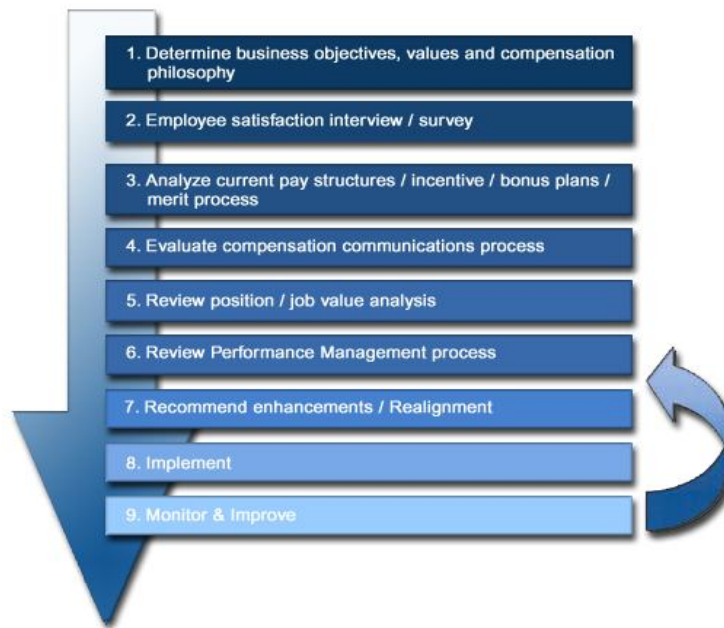 1. Determine business objectives, values and compensation
philosophy
2. Employee satisfaction interview / survey
3. Analyze current pay structures / incentive / bonus plans /
merit process
4. Evaluate compensation communications process
5. Review position / job value analysis
6. Review Performance Management process
7. Recommend enhancements / Realignment
8. Implement
9. Monitor & Improve